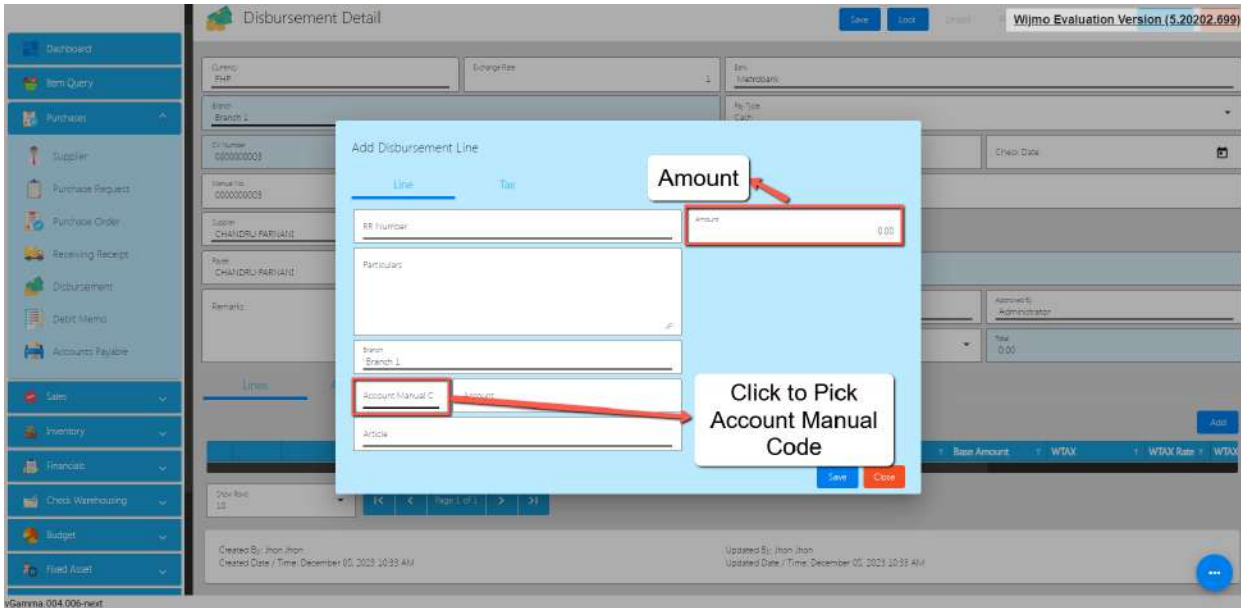 Disbursement Detail
Save
Lock
Wijmo Evaluation Version (5.20202.699)
Dashboard
Item Query
Purchases
Supplier
Purchase Request
Purchase Order
Receiving Receipt
Disbursement
Debit Memo
Accounts Payable
Sales
Inventory
Financials
Check Warehousing
Budget
Fixed Asset
Currency
PHP
Exchange Rate
1
Bank
Metrobank
Branch
Branch 1
Pay Type
Cash
CV Number
0000000003
Check Date
Manual No.
0000000003
Supplier
CHANDRU PARNANI
Payee
CHANDRU PARNANI
Remarks
Approved By
Administrator
Total
0.00
Add Disbursement Line
Line
Tax
Amount
RR Number
Amount
0.00
Particulars
Branch
Branch 1
Account Manual C
Account
Article
Click to Pick
Account Manual
Code
Save
Close
Lines
Add
Base Amount
WTAX
WTAX Rate
WTAX
Show Rows
10
Page 1 of 1
Created By: Jhon Jhon
Created Date / Time: December 05, 2023 10:33 AM
Updated By: Jhon Jhon
Updated Date / Time: December 05, 2023 10:33 AM
vGamma.004.006-next